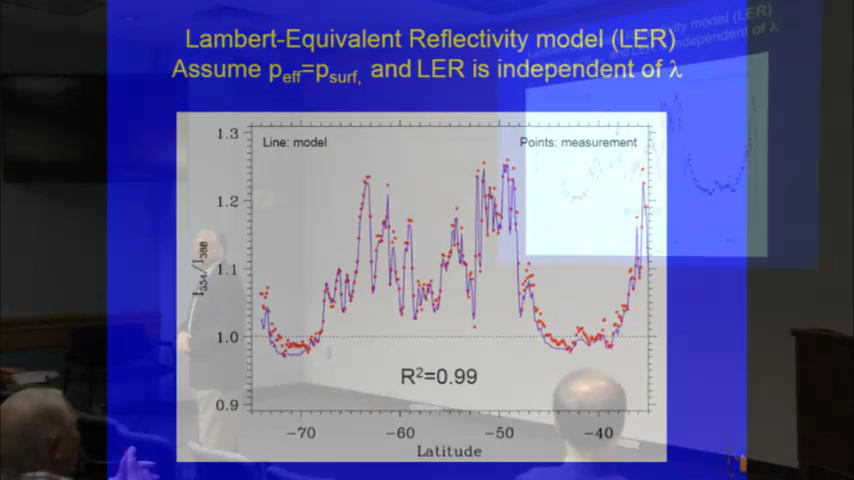 Lambert-Equivalent Reflectivity model (LER)
Assume peff=psurf, and LER is independent of λ
Line: model
Points: measurement
1.3
1.2
1.1
1.0
0.9
I354/I388
R²=0.99
−70
−60
−50
−40
Latitude